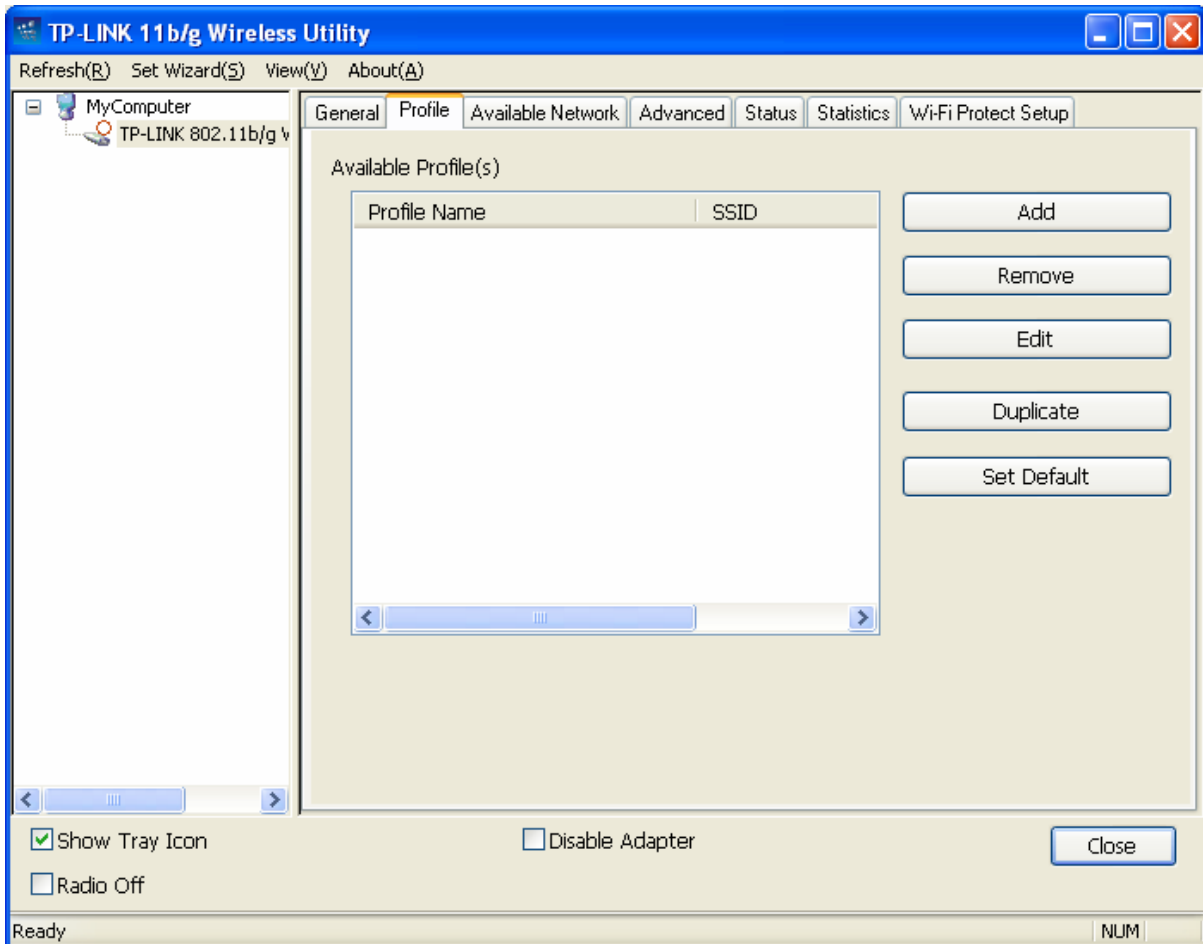 TP-LINK 11b/g Wireless Utility
Refresh(R) Set Wizard(S) View(V) About(A)
MyComputer
TP-LINK 802.11b/g
General Profile Available Network Advanced Status Statistics Wi-Fi Protect Setup
Available Profile(s)
Profile Name SSID
Add
Remove
Edit
Duplicate
Set Default
Show Tray Icon
Disable Adapter
Close
Radio Off
Ready
NUM